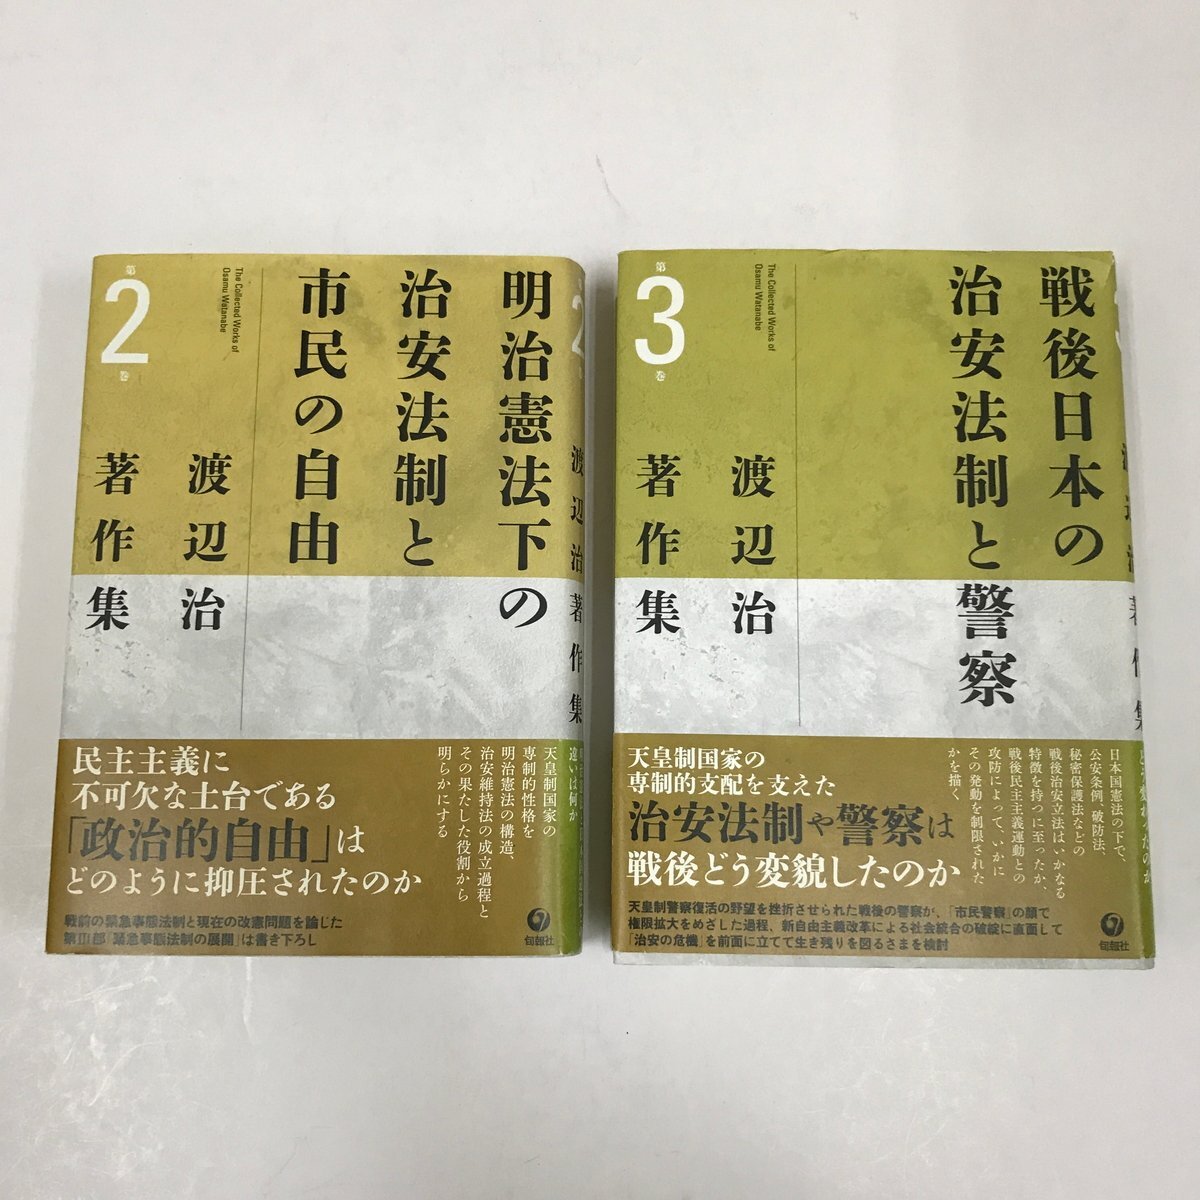 明治憲法下の
治安法制と
市民の自由
The Collected Works of
Osamu Watanabe
渡辺治
著作集
第
2
巻
渡辺治著作集
民主主義に
不可欠な土台である
「政治的自由」は
どのように抑圧されたのか
天皇制国家の
専制的性格を
明治憲法の構造、
治安維持法の成立過程と
その果たした役割から
明らかにする
戦前の緊急事態法制と現在の改憲問題を論じた
第III部「緊急事態法制の展開」は書き下ろし
旬報社
違いは何か
戦後日本の
治安法制と警察
The Collected Works of
Osamu Watanabe
渡辺治
著作集
第
3
巻
天皇制国家の
専制的支配を支えた
治安法制や警察は
戦後どう変貌したのか
日本国憲法の下で、
公安条例、破防法、
秘密保護法などの
戦後治安立法はいかなる
特徴を持つに至ったか、
戦後民主主義運動との
攻防によって、いかに
その発動を制限された
かを描く
天皇制警察復活の野望を挫折させられた戦後の警察が、「市民警察」の顔で
権限拡大をめざした過程、新自由主義改革による社会統合の破綻に直面して
「治安の危機」を前面に立てて生き残りを図るさまを検討
旬報社